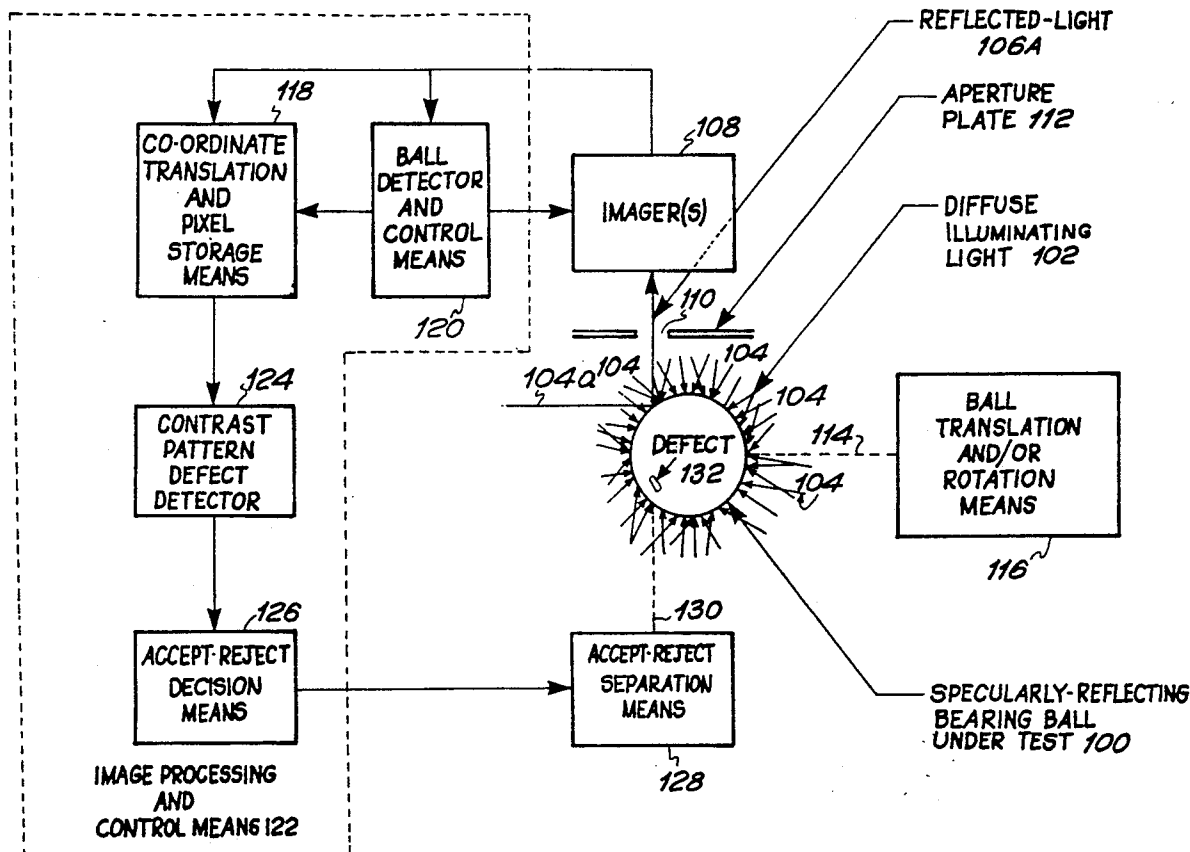 REFLECTED-LIGHT
106A
118
APERTURE
PLATE 112
CO-ORDINATE
TRANSLATION
AND
PIXEL
STORAGE
MEANS
BALL
DETECTOR
AND
CONTROL
MEANS
108
IMAGER(S)
DIFFUSE
ILLUMINATING
LIGHT 102
120
110
104
104
104a
104
104
124
CONTRAST
PATTERN
DEFECT
DETECTOR
DEFECT
132
114
BALL
TRANSLATION
AND/OR
ROTATION
MEANS
116
126
ACCEPT-REJECT
DECISION
MEANS
130
ACCEPT-REJECT
SEPARATION
MEANS
128
SPECULARLY-REFLECTING
BEARING BALL
UNDER TEST 100
IMAGE PROCESSING
AND
CONTROL MEANS 122